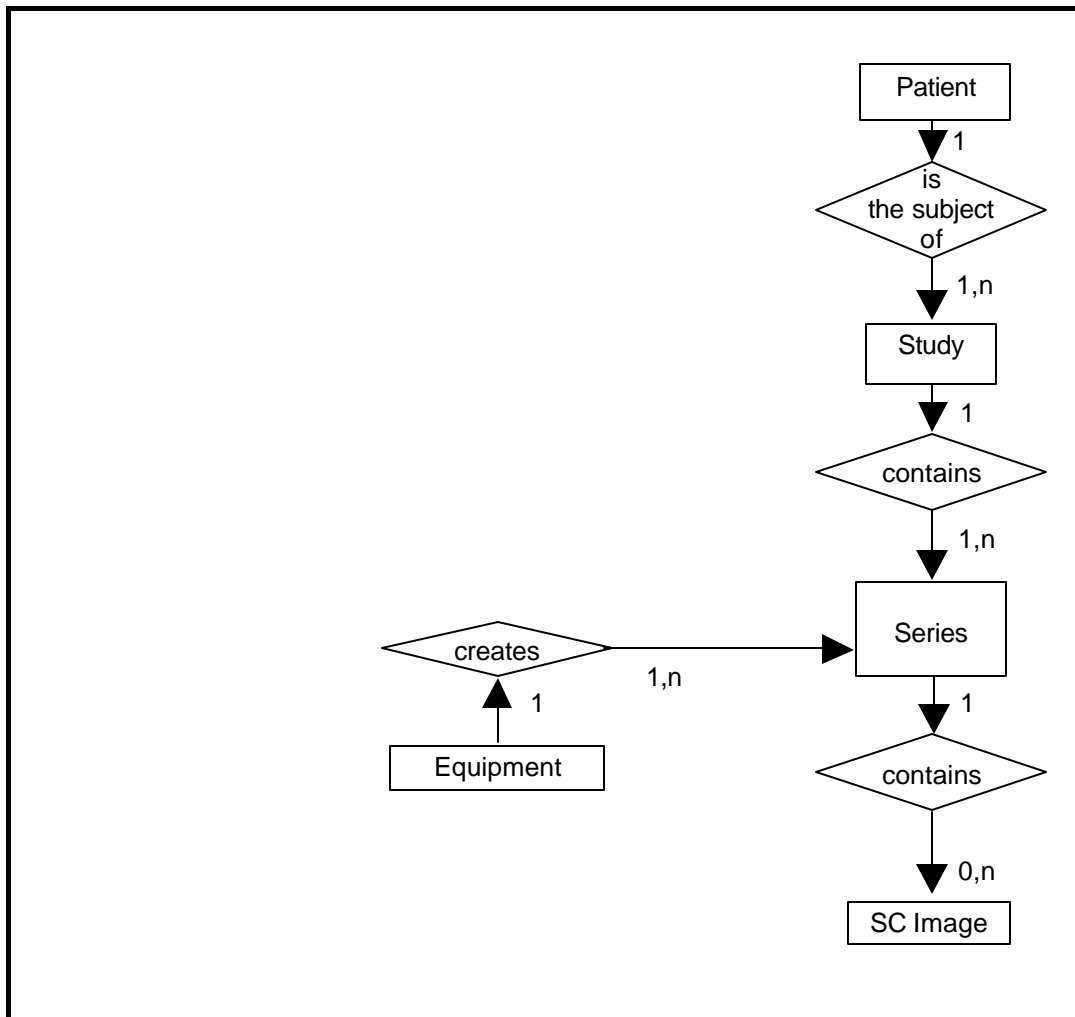 Patient
1
is
the subject
of
1,n
Study
1
contains
1,n
Series
creates
1,n
1
1
Equipment
contains
0,n
SC Image